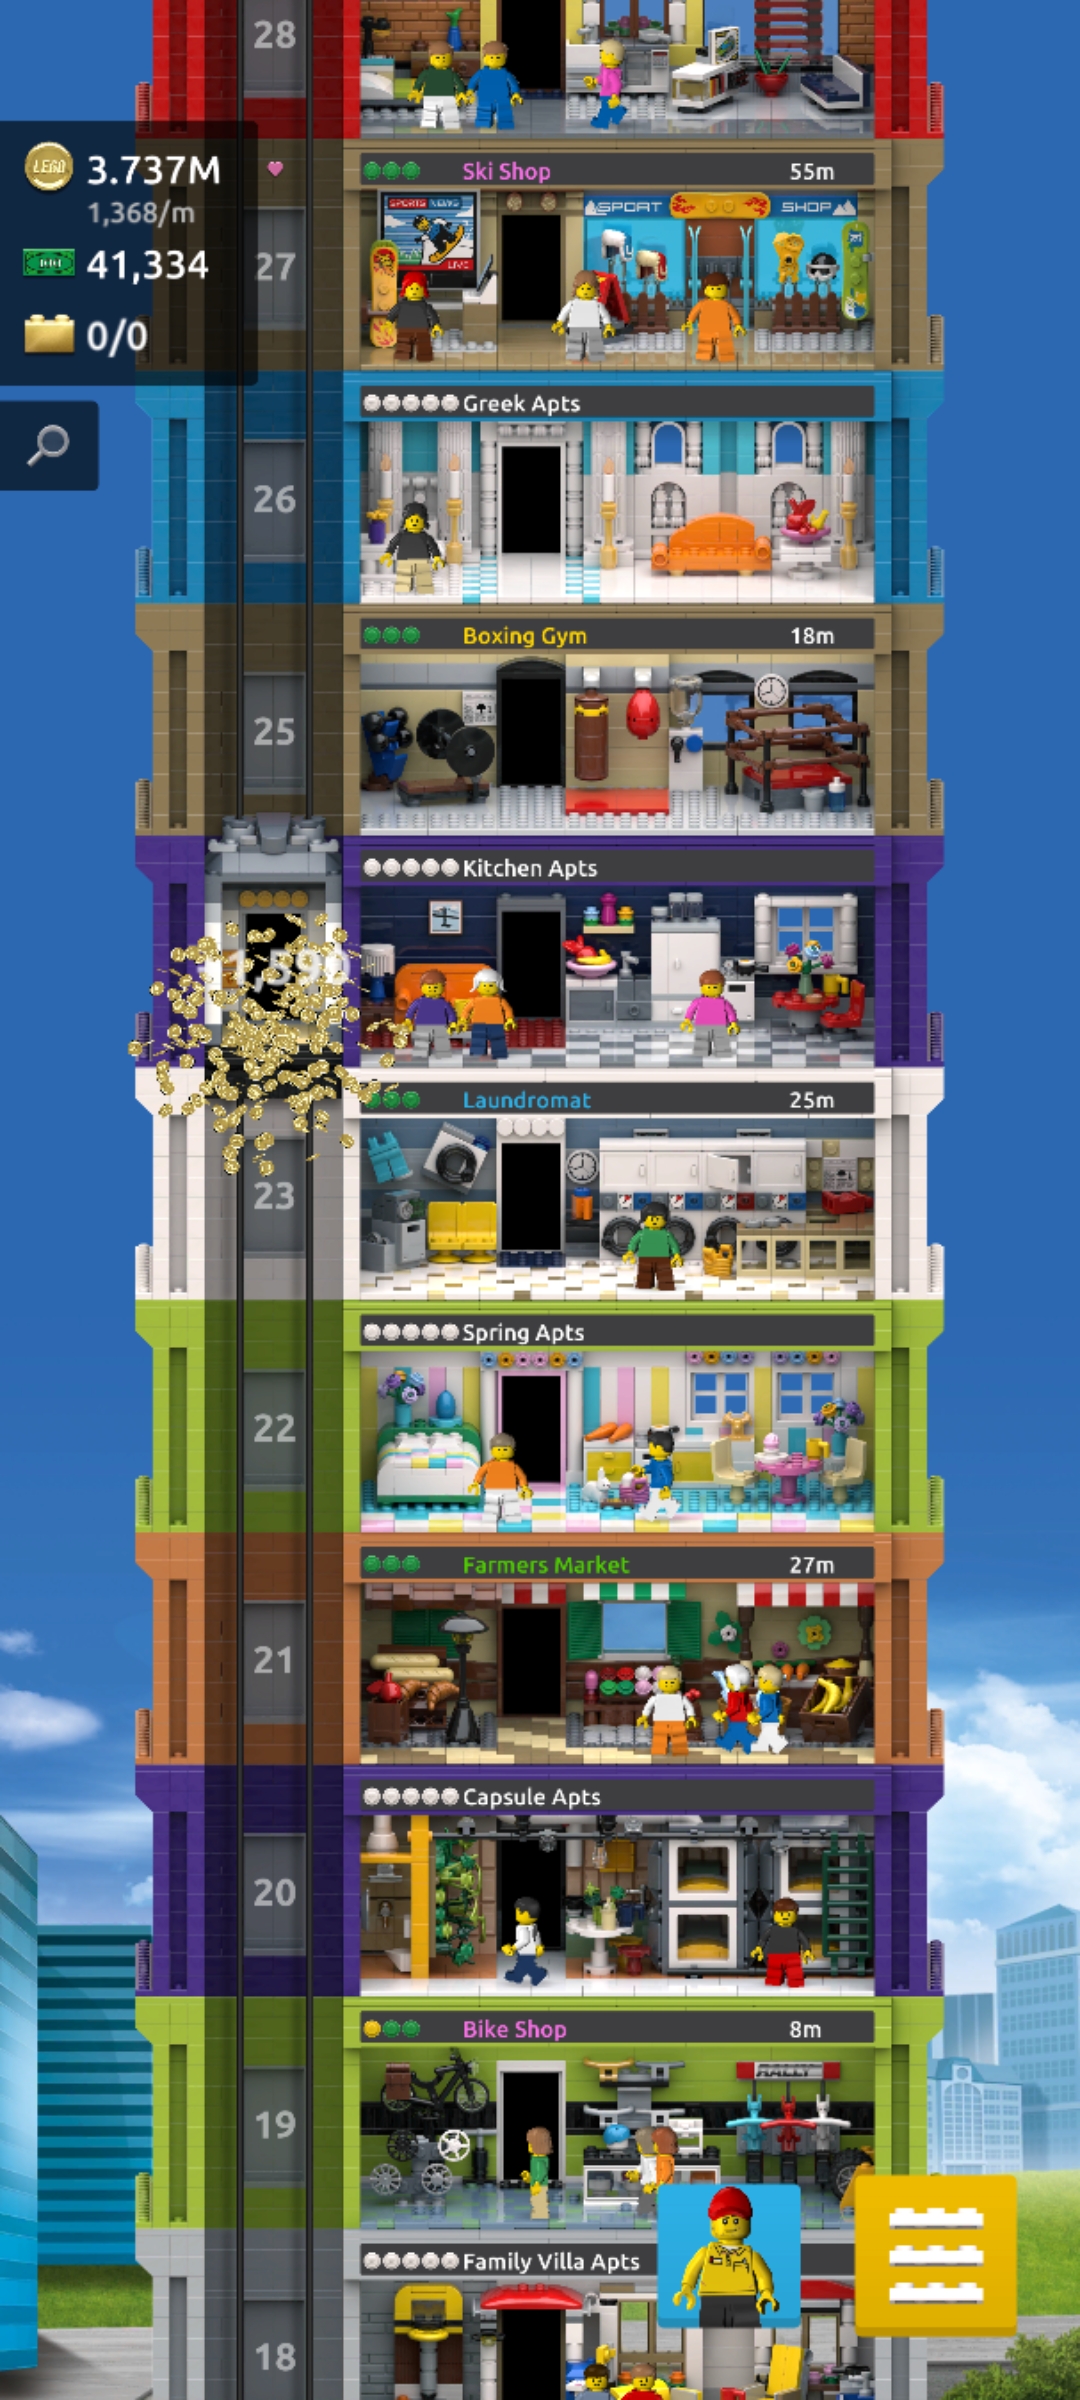 28
LEGO
3.737M
1,368/m
41,334
0/0
Ski Shop 55m
27
SPORTS NEWS
LIVE
SPORT SHOP
Greek Apts
26
Boxing Gym 18m
25
Kitchen Apts
1,590
Laundromat 25m
23
Spring Apts
22
Farmers Market 27m
21
Capsule Apts
20
Bike Shop 8m
RALLY
19
Family Villa Apts
18